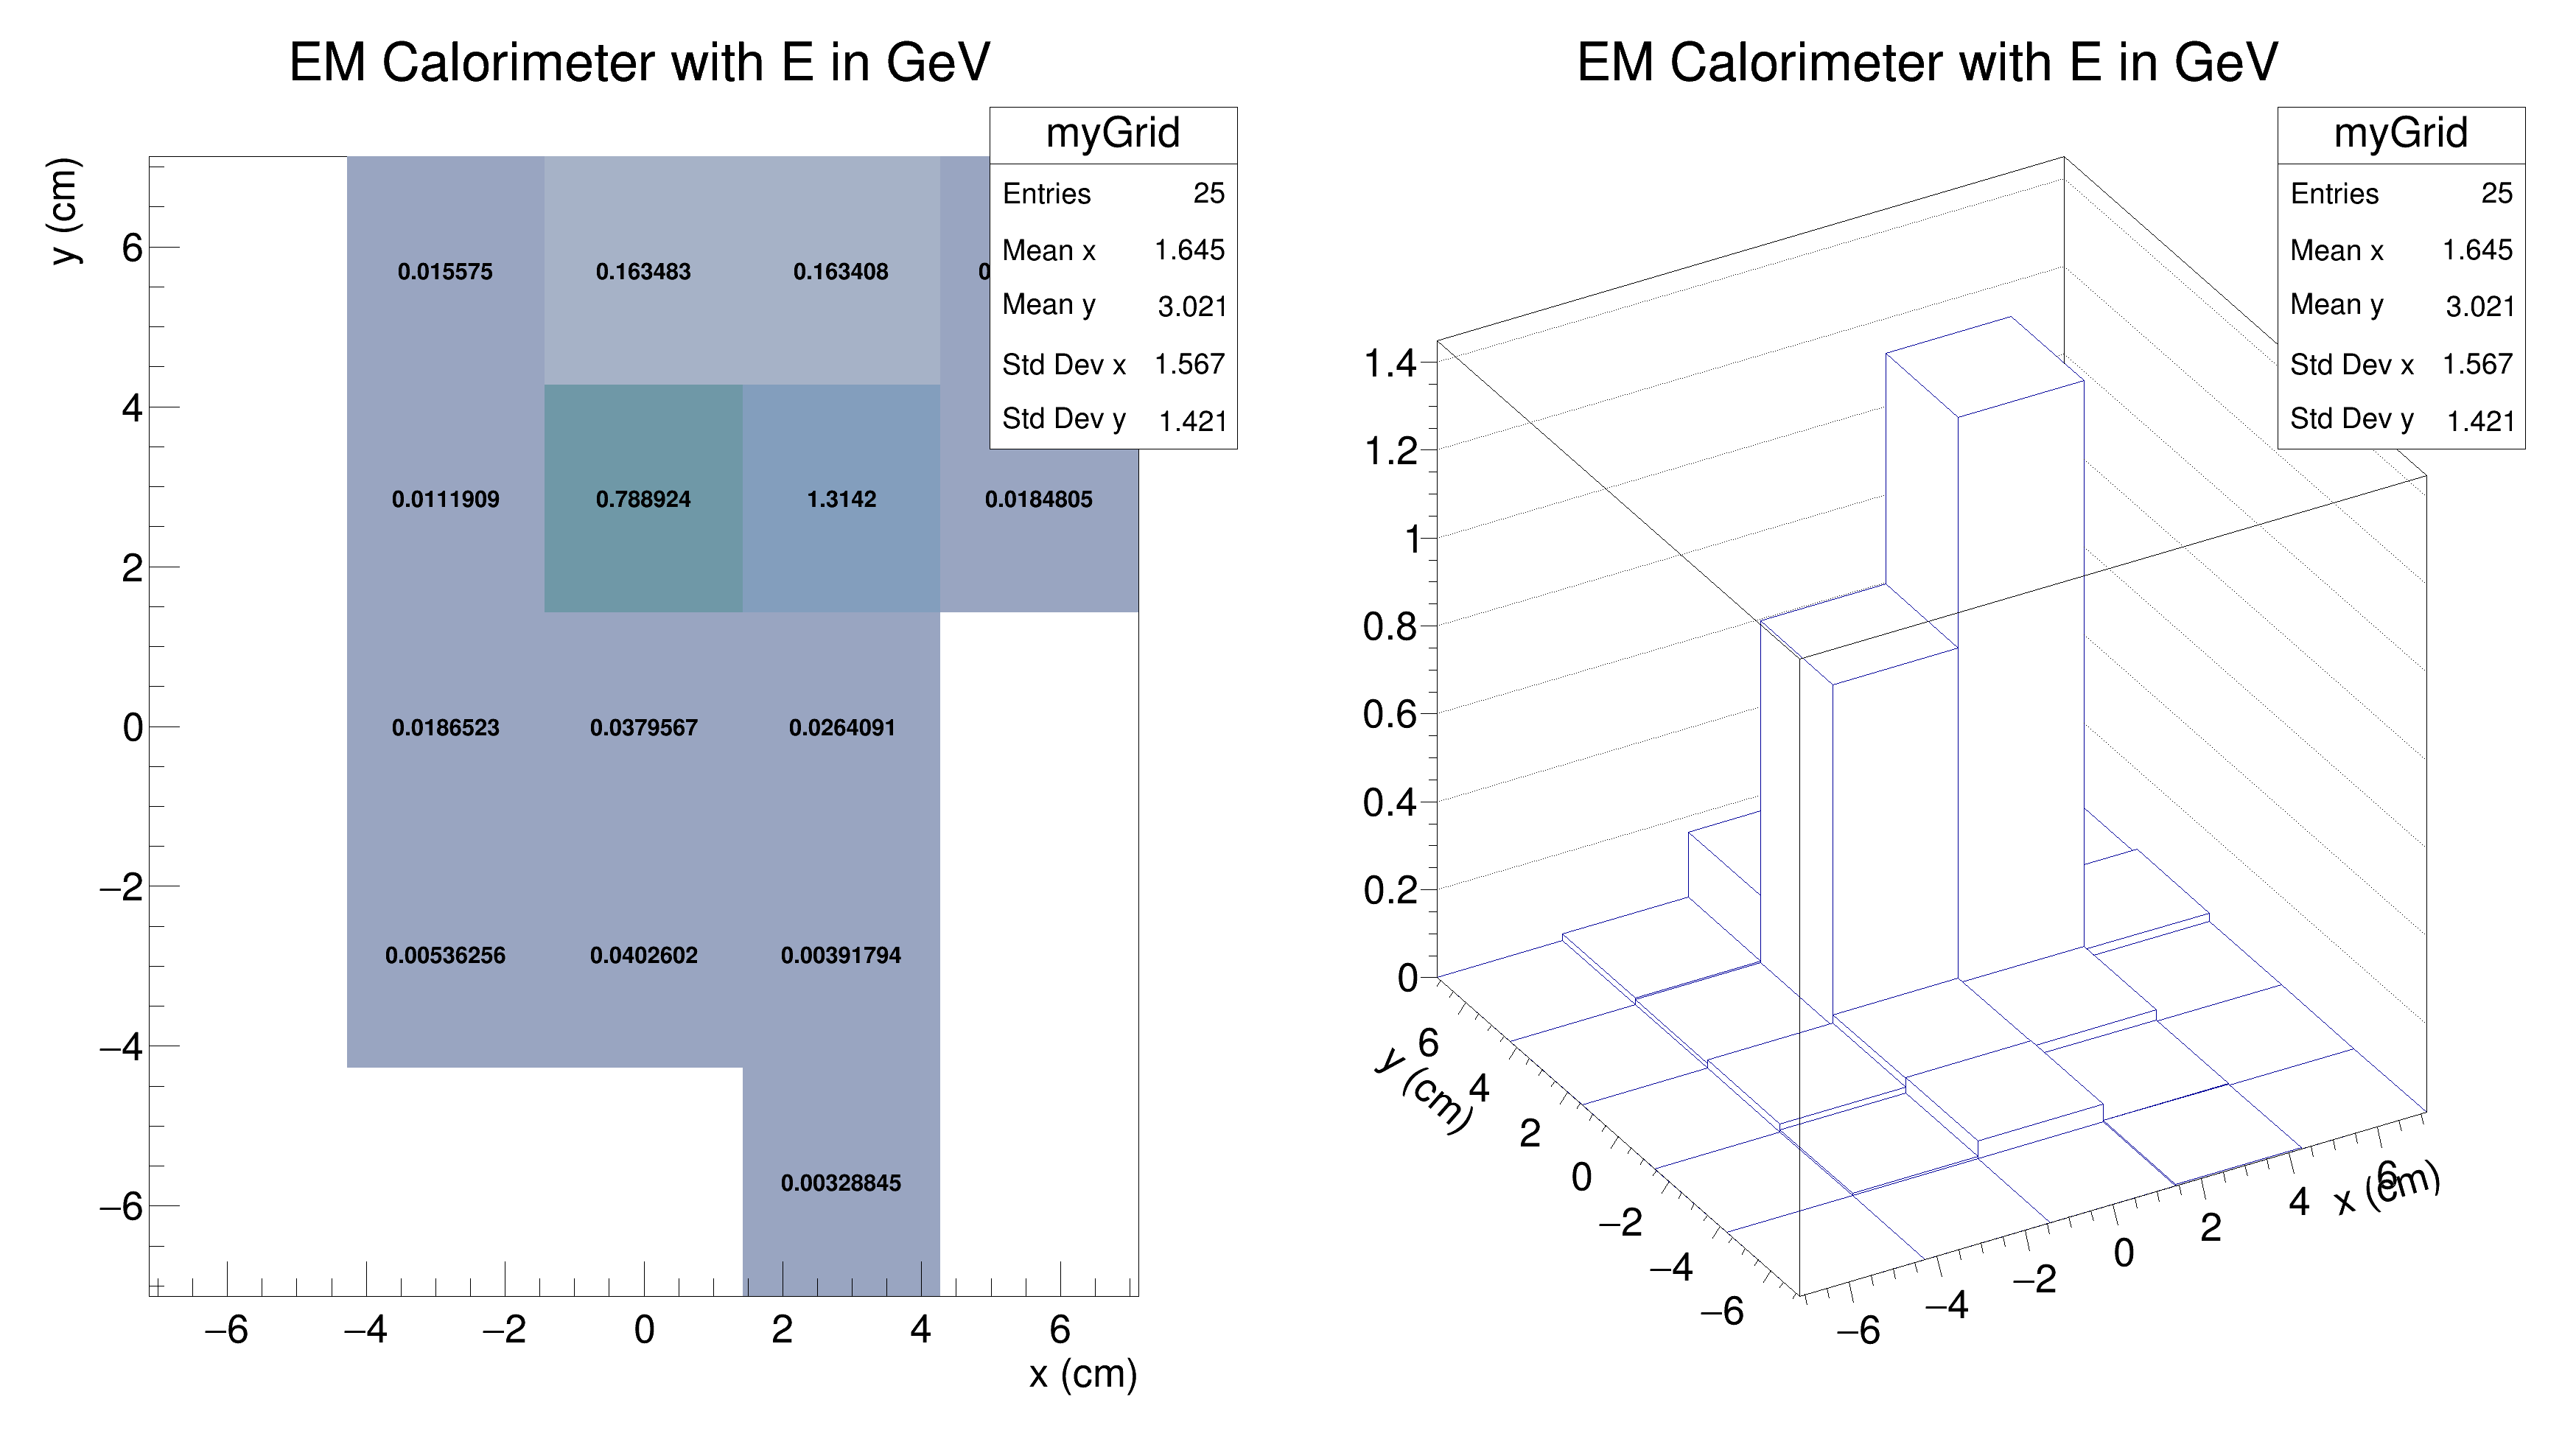 EM Calorimeter with E in GeV
myGrid
Entries 25
Mean x 1.645
Mean y 3.021
Std Dev x 1.567
Std Dev y 1.421
y (cm)
6
4
2
0
−2
−4
−6
0.015575 0.163483 0.163408
0.0111909 0.788924 1.3142 0.0184805
0.0186523 0.0379567 0.0264091
0.00536256 0.0402602 0.00391794
0.00328845
−6 −4 −2 0 2 4 6
x (cm)
EM Calorimeter with E in GeV
myGrid
Entries 25
Mean x 1.645
Mean y 3.021
Std Dev x 1.567
Std Dev y 1.421
1.4
1.2
1
0.8
0.6
0.4
0.2
0
y (cm)
6
4
2
0
−2
−4
−6
−6 −4 −2 0 2 4 6
x (cm)